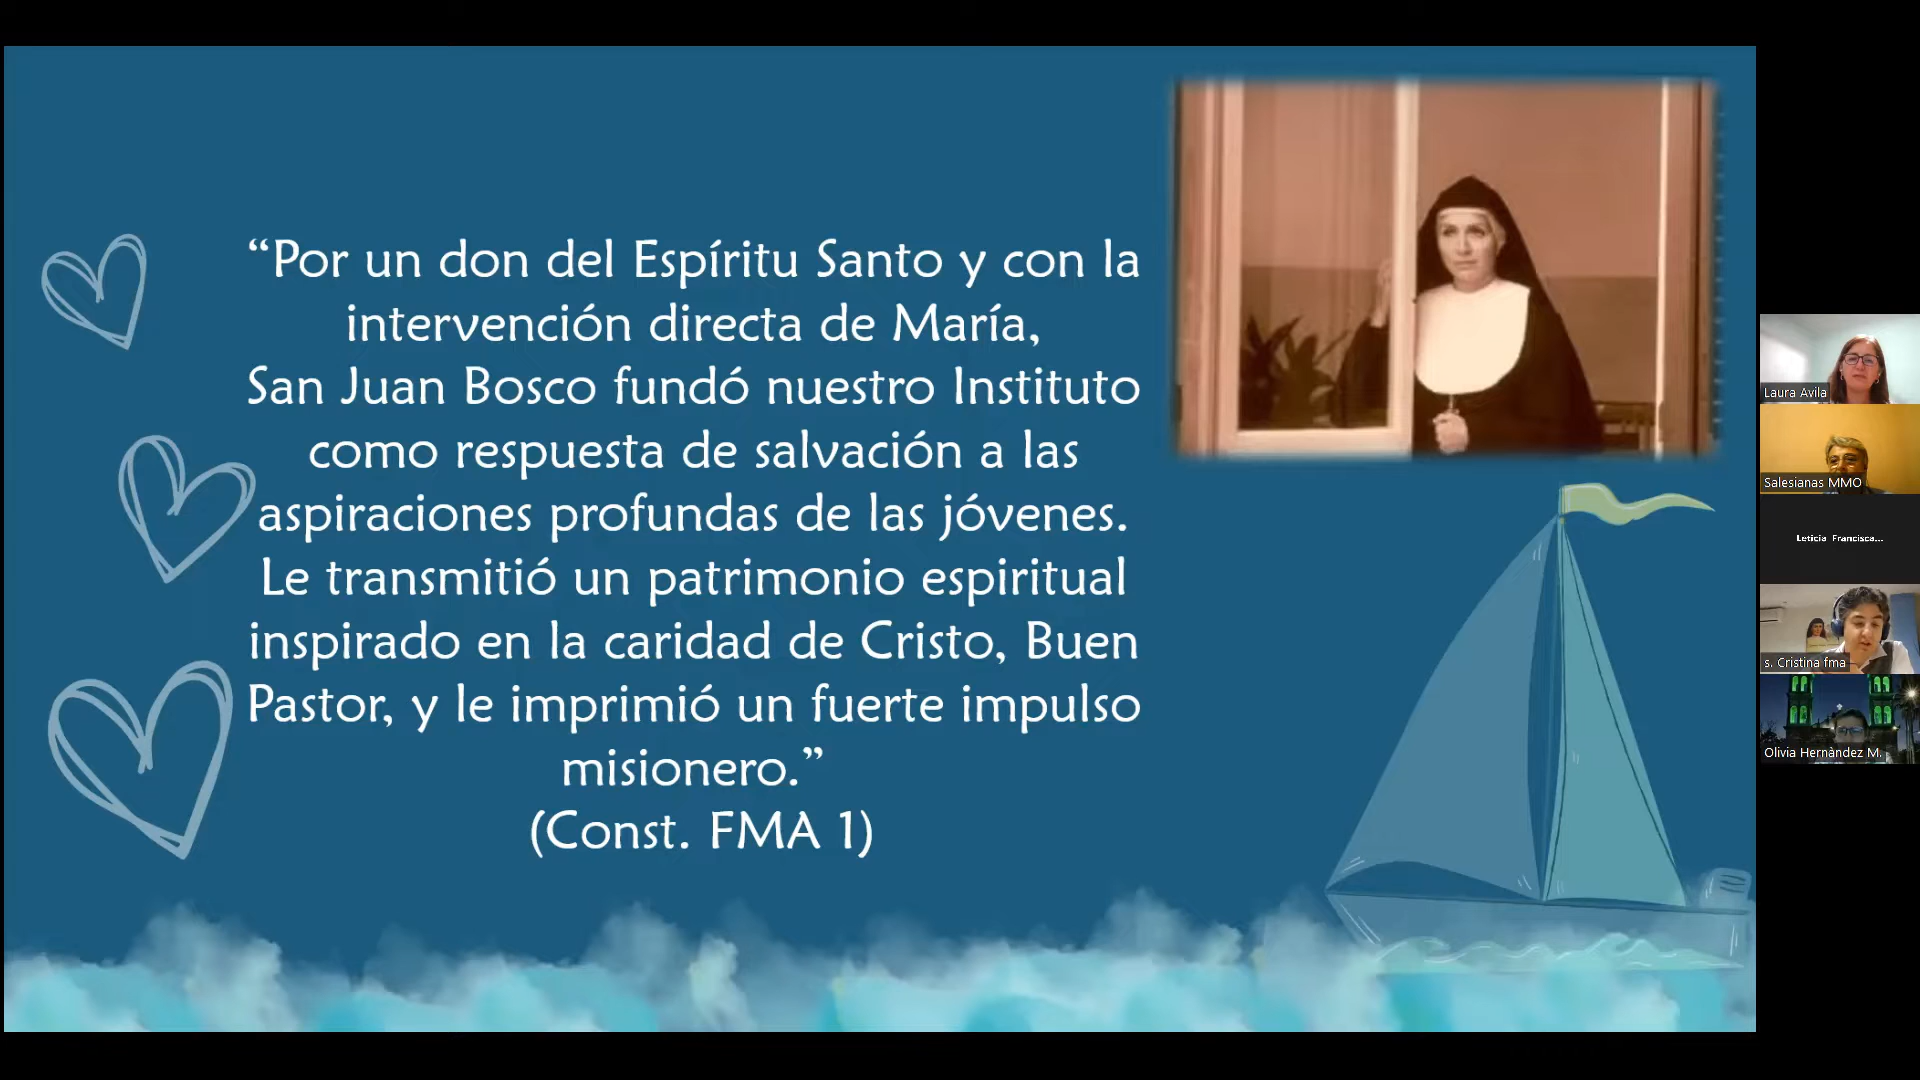 “Por un don del Espíritu Santo y con la
intervención directa de María,
San Juan Bosco fundó nuestro Instituto
como respuesta de salvación a las
aspiraciones profundas de las jóvenes.
Le transmitió un patrimonio espiritual
inspirado en la caridad de Cristo, Buen
Pastor, y le imprimió un fuerte impulso
misionero.”
(Const. FMA 1)
Laura Avila
Salesianas MMO
Leticia Francisca...
s. Cristina fma
Olivia Hernàndez M.